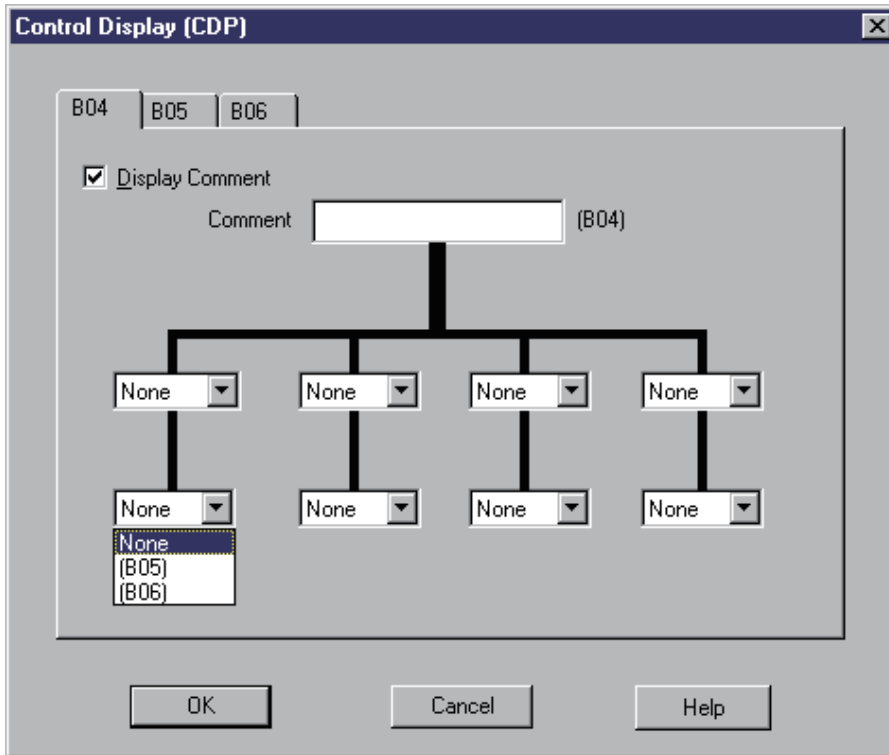 Control Display (CDP)
B04 B05 B06
Display Comment
Comment (B04)
None None None None
None None None None
None
(B05)
(B06)
OK Cancel Help